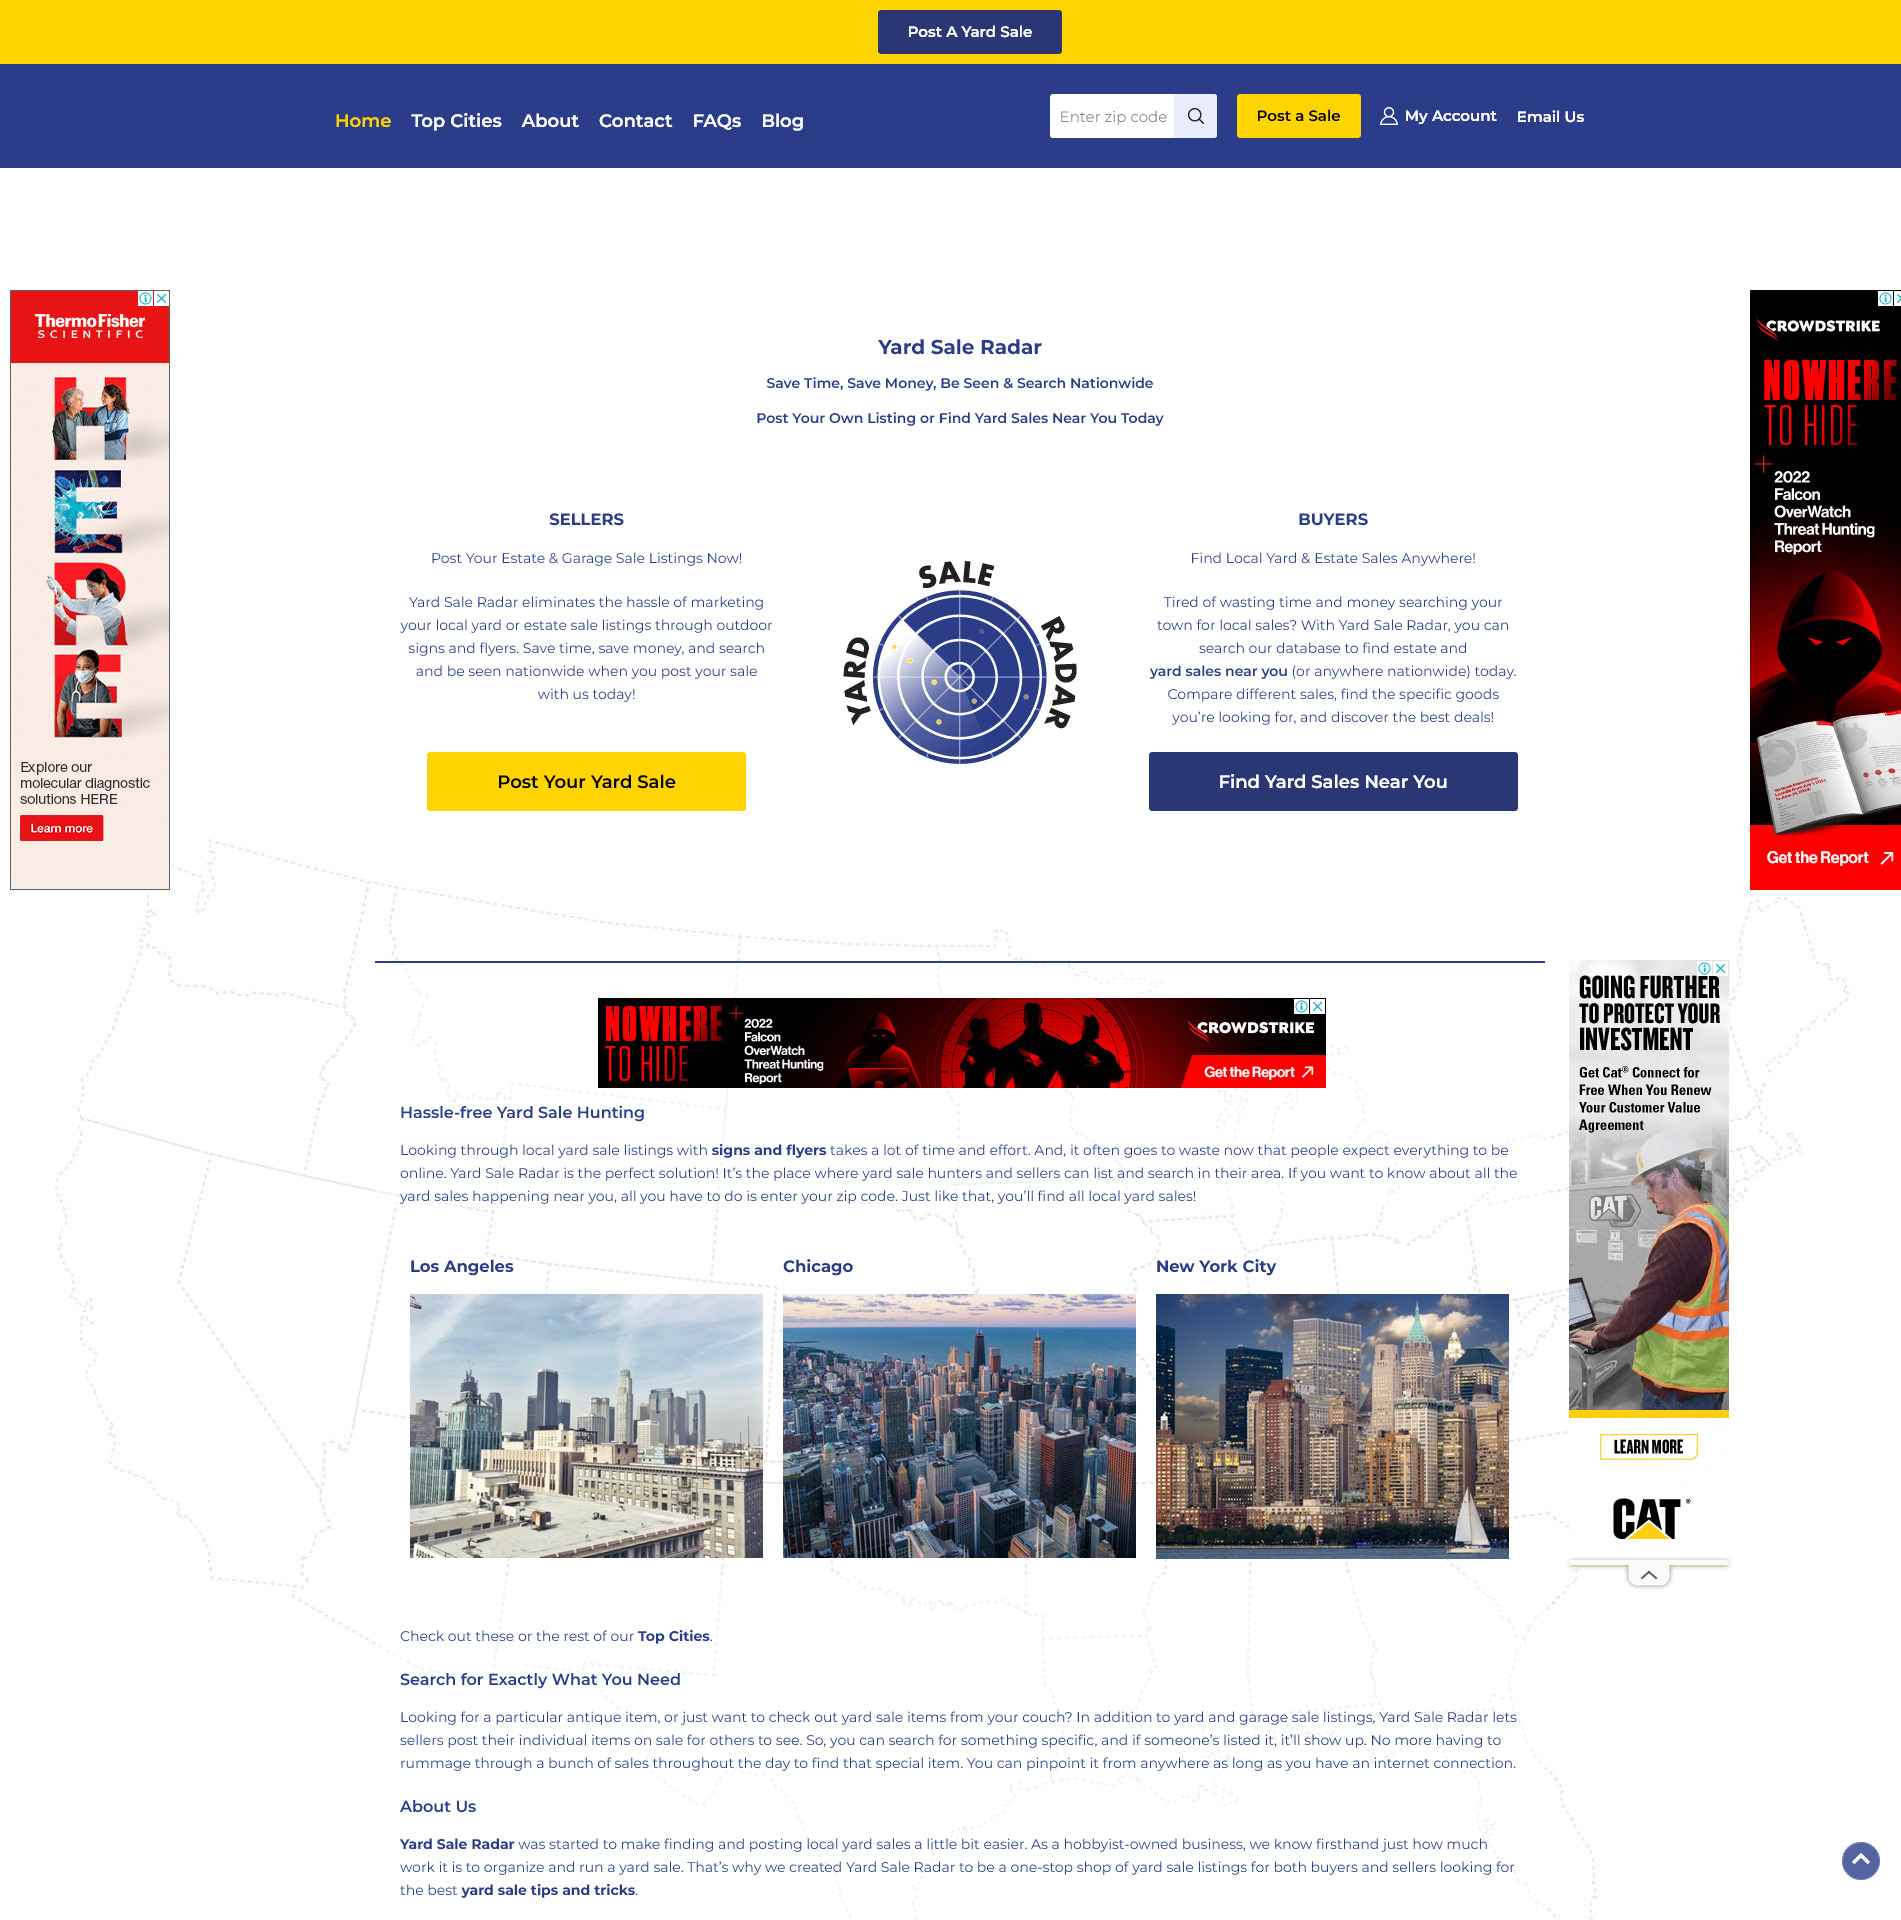 Post A Yard Sale
Home Top Cities About Contact FAQs Blog
Enter zip code
Post a Sale
My Account
Email Us
ThermoFisher
SCIENTIFIC
HERE
Explore our
molecular diagnostic
solutions HERE
Learn more
Yard Sale Radar
Save Time, Save Money, Be Seen & Search Nationwide
Post Your Own Listing or Find Yard Sales Near You Today
SELLERS
Post Your Estate & Garage Sale Listings Now!
Yard Sale Radar eliminates the hassle of marketing
your local yard or estate sale listings through outdoor
signs and flyers. Save time, save money, and search
and be seen nationwide when you post your sale
with us today!
Post Your Yard Sale
YARD SALE RADAR
BUYERS
Find Local Yard & Estate Sales Anywhere!
Tired of wasting time and money searching your
town for local sales? With Yard Sale Radar, you can
search our database to find estate and
yard sales near you (or anywhere nationwide) today.
Compare different sales, find the specific goods
you're looking for, and discover the best deals!
Find Yard Sales Near You
CROWDSTRIKE
NOWHERE
TO HIDE
2022
Falcon
OverWatch
Threat Hunting
Report
Get the Report
NOWHERE
TO HIDE
2022
Falcon
OverWatch
Threat Hunting
Report
CROWDSTRIKE
Get the Report
GOING FURTHER
TO PROTECT YOUR
INVESTMENT
Get Cat® Connect for
Free When You Renew
Your Customer Value
Agreement
CAT
LEARN MORE
CAT®
Hassle-free Yard Sale Hunting
Looking through local yard sale listings with signs and flyers takes a lot of time and effort. And, it often goes to waste now that people expect everything to be
online. Yard Sale Radar is the perfect solution! It's the place where yard sale hunters and sellers can list and search in their area. If you want to know about all the
yard sales happening near you, all you have to do is enter your zip code. Just like that, you'll find all local yard sales!
Los Angeles
Chicago
New York City
Check out these or the rest of our Top Cities.
Search for Exactly What You Need
Looking for a particular antique item, or just want to check out yard sale items from your couch? In addition to yard and garage sale listings, Yard Sale Radar lets
sellers post their individual items on sale for others to see. So, you can search for something specific, and if someone's listed it, it'll show up. No more having to
rummage through a bunch of sales throughout the day to find that special item. You can pinpoint it from anywhere as long as you have an internet connection.
About Us
Yard Sale Radar was started to make finding and posting local yard sales a little bit easier. As a hobbyist-owned business, we know firsthand just how much
work it is to organize and run a yard sale. That's why we created Yard Sale Radar to be a one-stop shop of yard sale listings for both buyers and sellers looking for
the best yard sale tips and tricks.